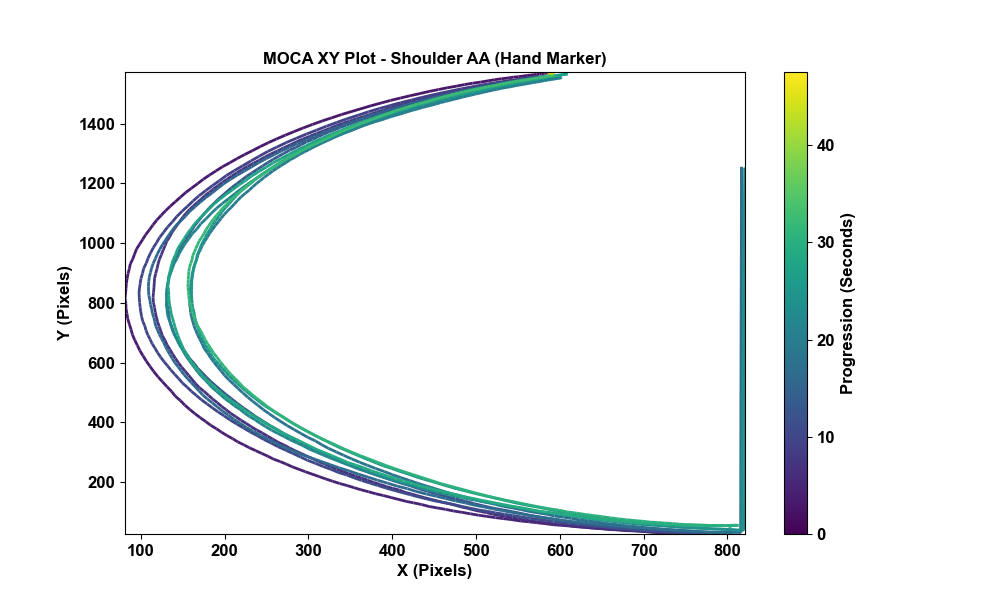 MOCA XY Plot - Shoulder AA (Hand Marker)
1400
1200
1000
800
600
400
200
Y (Pixels)
100 200 300 400 500 600 700 800
X (Pixels)
40
30
20
10
0
Progression (Seconds)